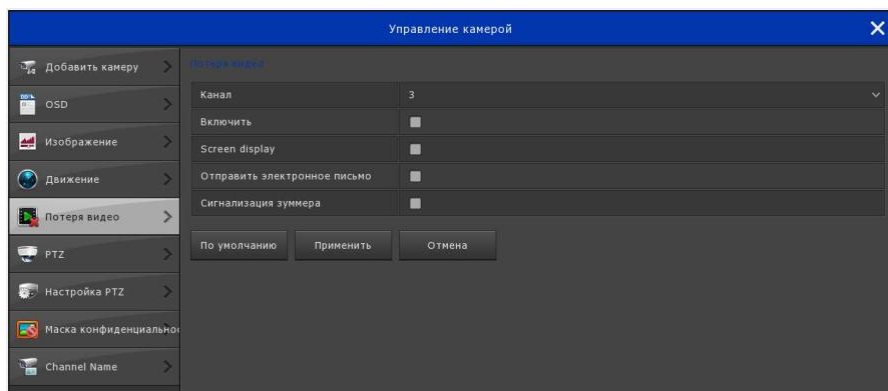 Управление камерой
Добавить камеру
OSD
Изображение
Движение
Потеря видео
PTZ
Настройка PTZ
Маска конфиденциальнос
Channel Name
Потеря видео
Канал 3
Включить
Screen display
Отправить электронное письмо
Сигнализация зуммера
По умолчанию Применить Отмена